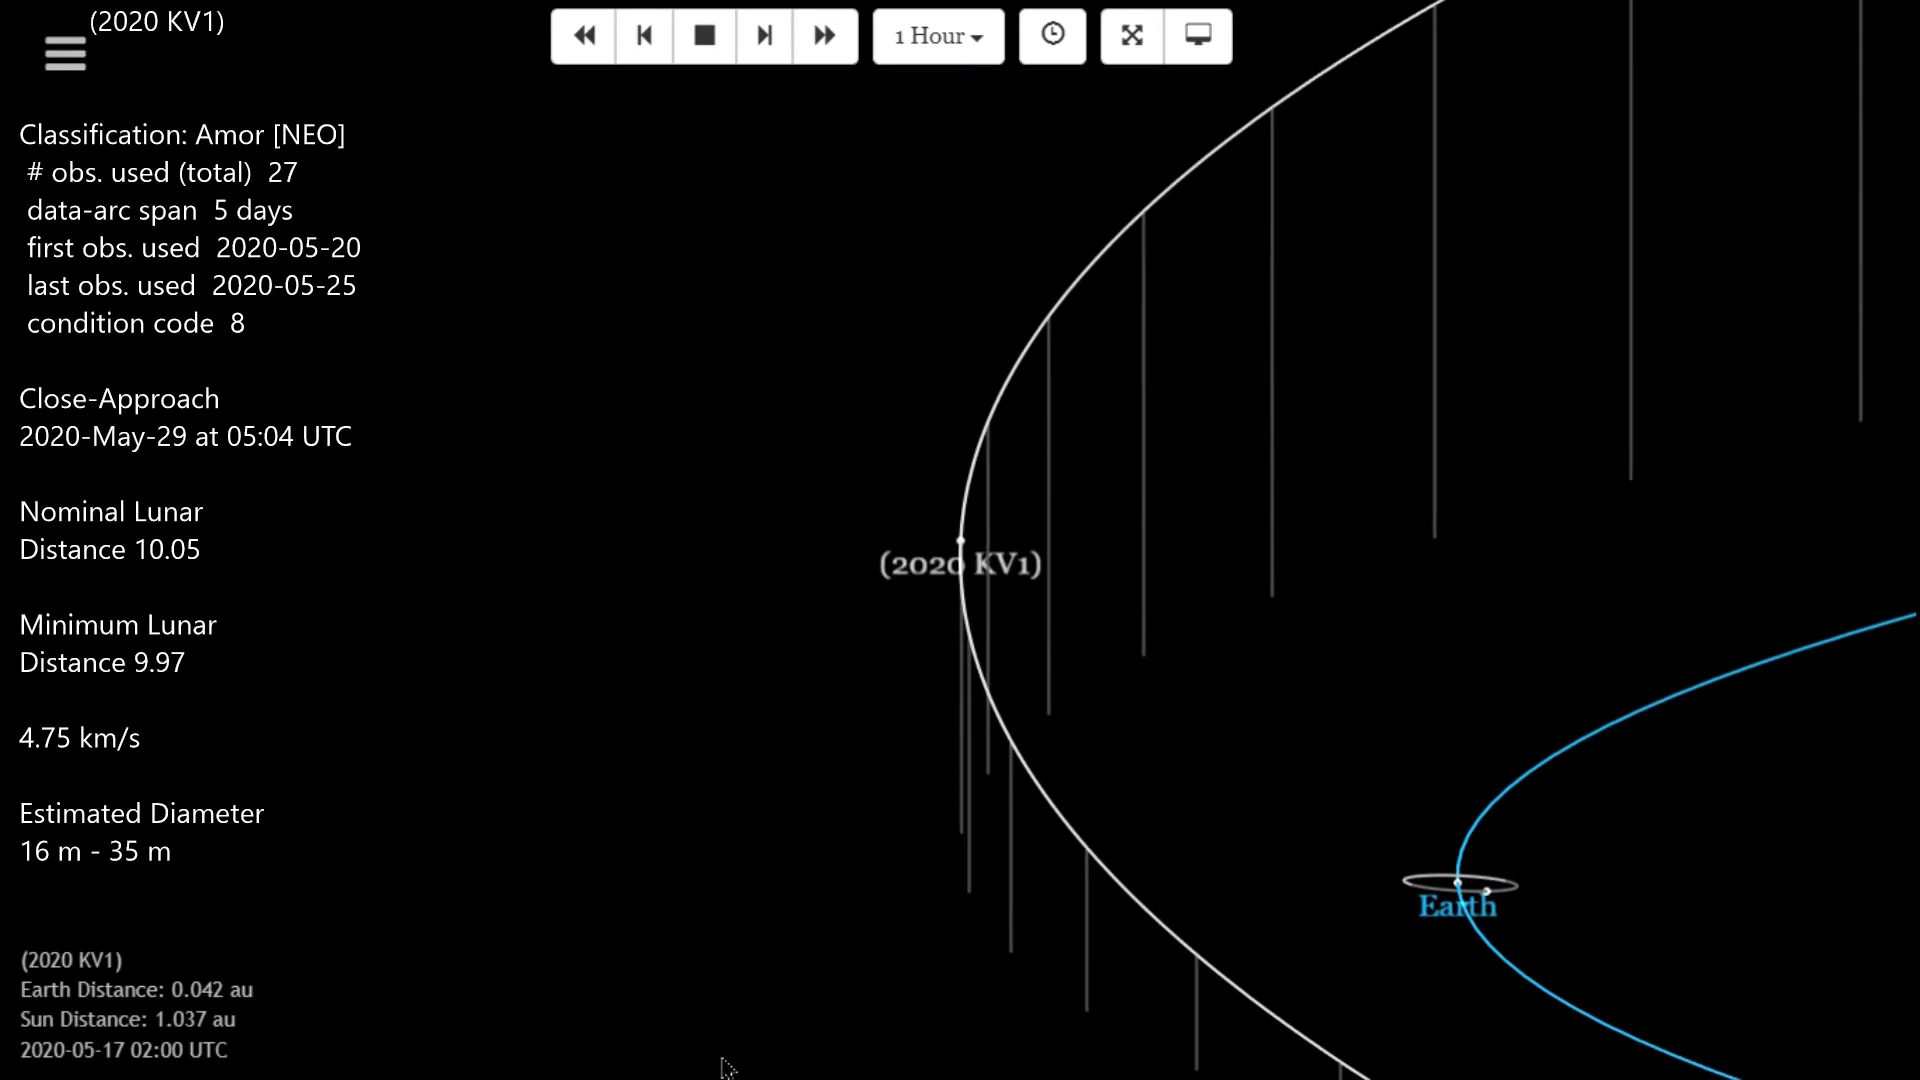 (2020 KV1)
1 Hour
Classification: Amor [NEO]
# obs. used (total) 27
data-arc span 5 days
first obs. used 2020-05-20
last obs. used 2020-05-25
condition code 8
Close-Approach
2020-May-29 at 05:04 UTC
Nominal Lunar
Distance 10.05
Minimum Lunar
Distance 9.97
4.75 km/s
Estimated Diameter
16 m - 35 m
(2020 KV1)
Earth
(2020 KV1)
Earth Distance: 0.042 au
Sun Distance: 1.037 au
2020-05-17 02:00 UTC